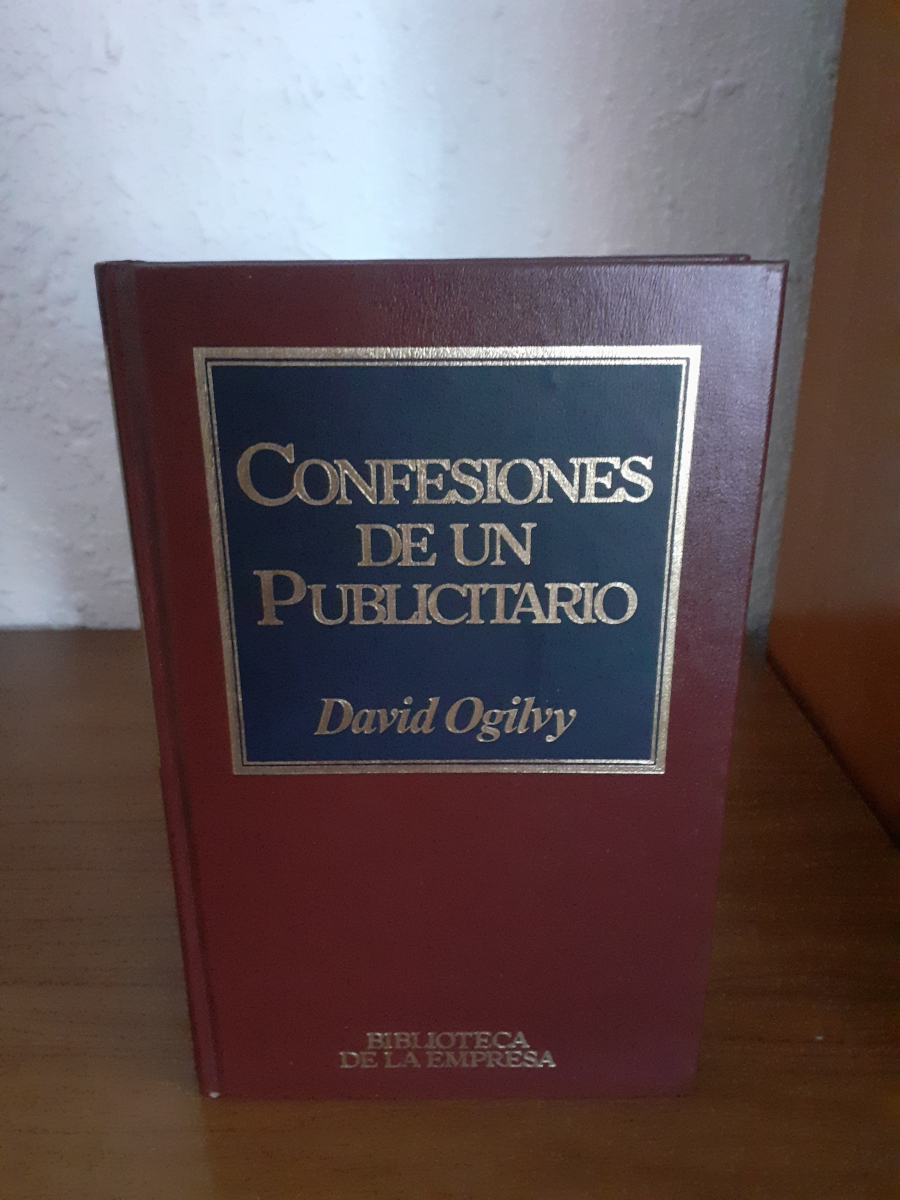 CONFESIONES
DE UN
PUBLICITARIO
David Ogilvy
BIBLIOTECA
DE LA EMPRESA